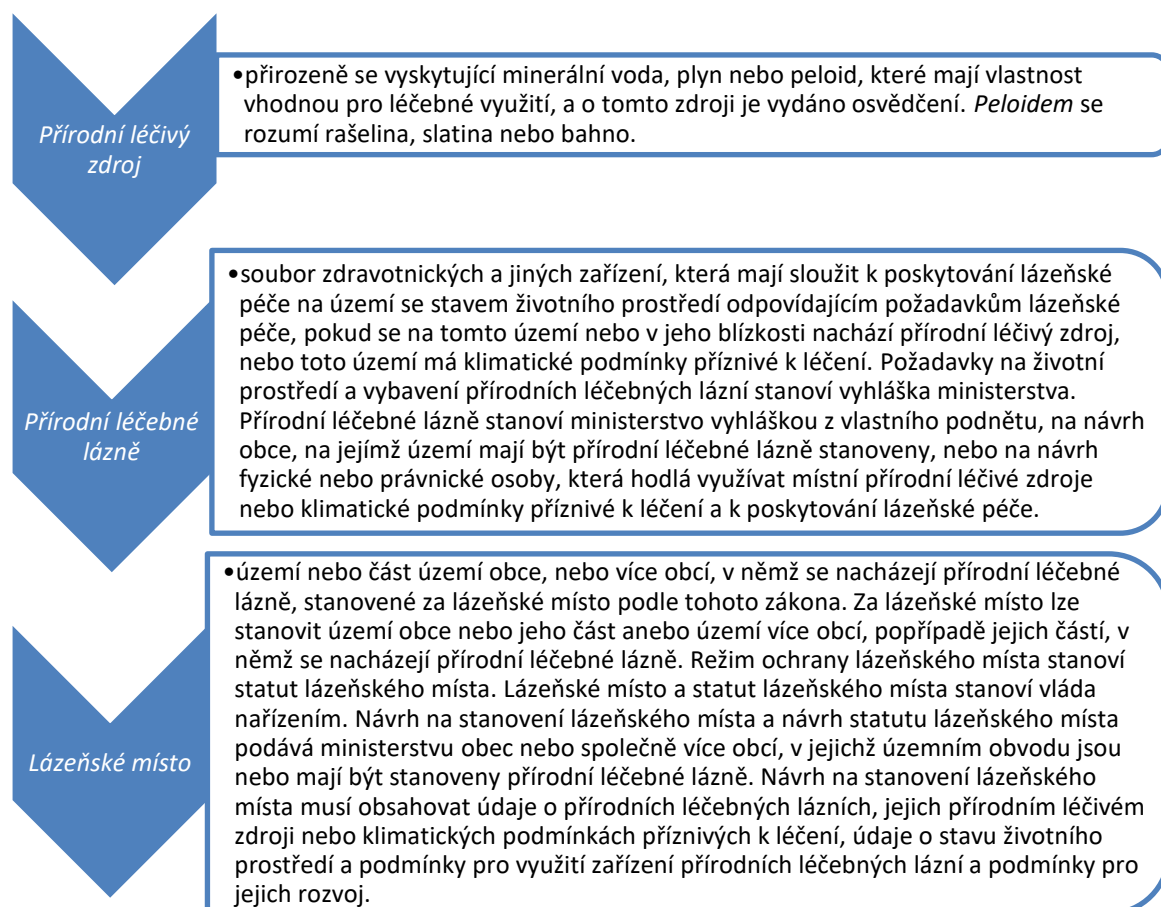 Přírodní léčivý
zdroj
•přirozeně se vyskytující minerální voda, plyn nebo peloid, které mají vlastnost
vhodnou pro léčebné využití, a o tomto zdroji je vydáno osvědčení. Peloidem se
rozumí rašelina, slatina nebo bahno.
Přírodní léčebné
lázně
•soubor zdravotnických a jiných zařízení, která mají sloužit k poskytování lázeňské
péče na území se stavem životního prostředí odpovídajícím požadavkům lázeňské
péče, pokud se na tomto území nebo v jeho blízkosti nachází přírodní léčivý zdroj,
nebo toto území má klimatické podmínky příznivé k léčení. Požadavky na životní
prostředí a vybavení přírodních léčebných lázní stanoví vyhláška ministerstva.
Přírodní léčebné lázně stanoví ministerstvo vyhláškou z vlastního podnětu, na návrh
obce, na jejímž území mají být přírodní léčebné lázně stanoveny, nebo na návrh
fyzické nebo právnické osoby, která hodlá využívat místní přírodní léčivé zdroje
nebo klimatické podmínky příznivé k léčení a k poskytování lázeňské péče.
Lázeňské místo
•území nebo část území obce, nebo více obcí, v němž se nacházejí přírodní léčebné
lázně, stanovené za lázeňské místo podle tohoto zákona. Za lázeňské místo lze
stanovit území obce nebo jeho část anebo území více obcí, popřípadě jejich částí, v
němž se nacházejí přírodní léčebné lázně. Režim ochrany lázeňského místa stanoví
statut lázeňského místa. Lázeňské místo a statut lázeňského místa stanoví vláda
nařízením. Návrh na stanovení lázeňského místa a návrh statutu lázeňského místa
podává ministerstvu obec nebo společně více obcí, v jejichž územním obvodu jsou
nebo mají být stanoveny přírodní léčebné lázně. Návrh na stanovení lázeňského
místa musí obsahovat údaje o přírodních léčebných lázních, jejich přírodním léčivém
zdroji nebo klimatických podmínkách příznivých k léčení, údaje o stavu životního
prostředí a podmínky pro využití zařízení přírodních léčebných lázní a podmínky pro
jejich rozvoj.